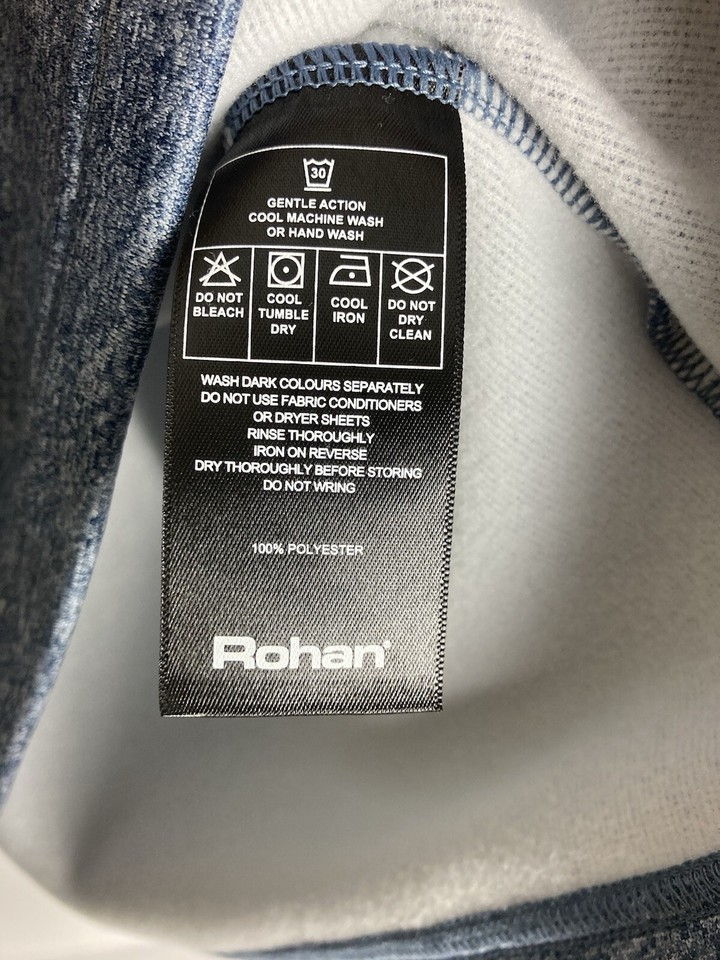 30
GENTLE ACTION
COOL MACHINE WASH
OR HAND WASH
DO NOT
BLEACH
COOL
TUMBLE
DRY
COOL
IRON
DO NOT
DRY
CLEAN
WASH DARK COLOURS SEPARATELY
DO NOT USE FABRIC CONDITIONERS
OR DRYER SHEETS
RINSE THOROUGHLY
IRON ON REVERSE
DRY THOROUGHLY BEFORE STORING
DO NOT WRING
100% POLYESTER
Rohan